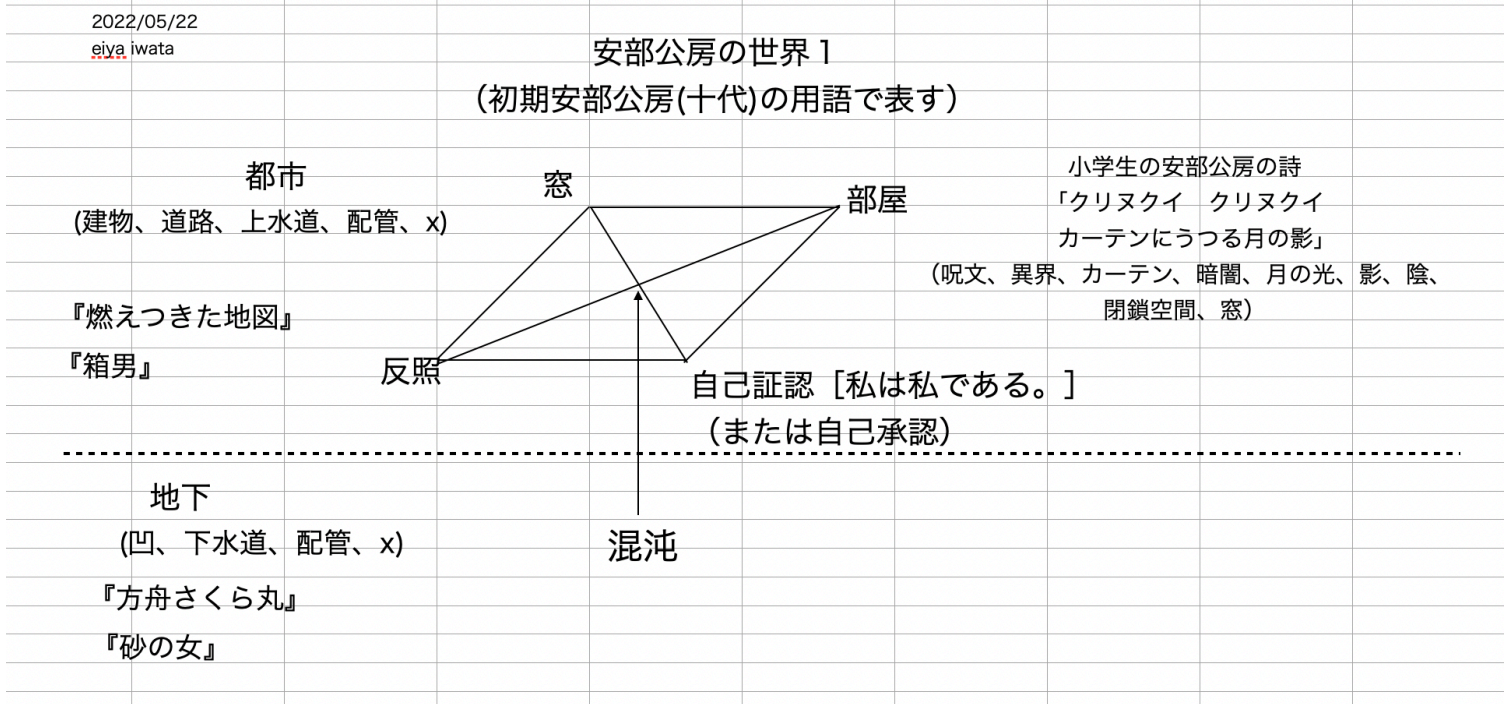 2022/05/22
eiya iwata
安部公房の世界１
（初期安部公房(十代)の用語で表す）
都市
(建物、道路、上水道、配管、x)
『燃えつきた地図』
『箱男』
窓
部屋
反照
自己証認［私は私である。］
（または自己承認）
小学生の安部公房の詩
「クリヌクイ　クリヌクイ
カーテンにうつる月の影」
（呪文、異界、カーテン、暗闇、月の光、影、陰、
閉鎖空間、窓）
地下
(凹、下水道、配管、x)
『方舟さくら丸』
『砂の女』
混沌